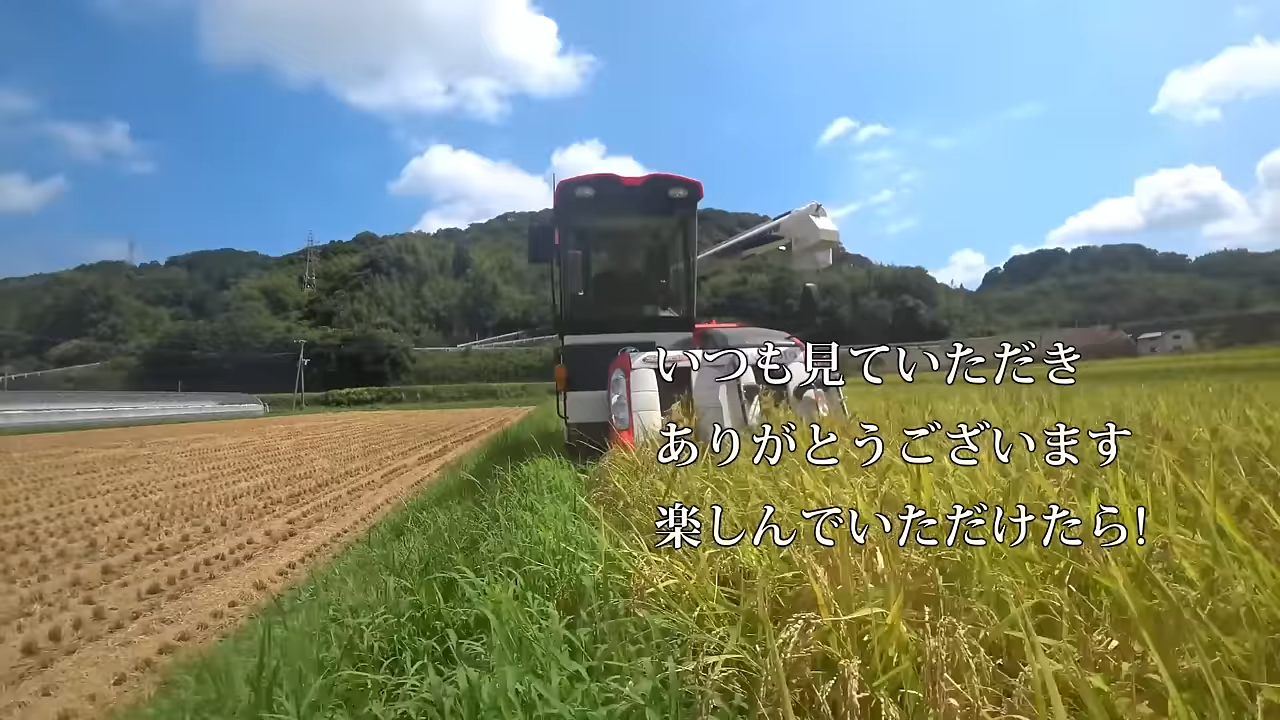 いつも見ていただき
ありがとうございます
楽しんでいただけたら!